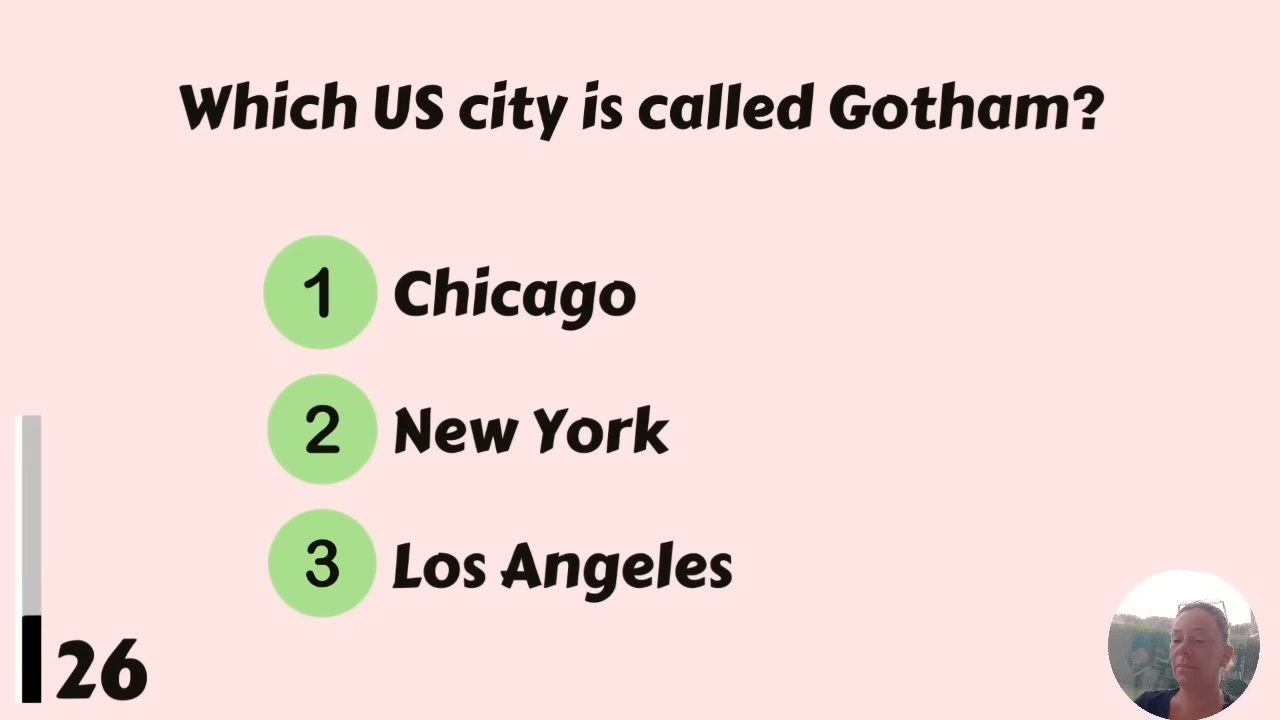 Which US city is called Gotham?
1 Chicago
2 New York
3 Los Angeles
26